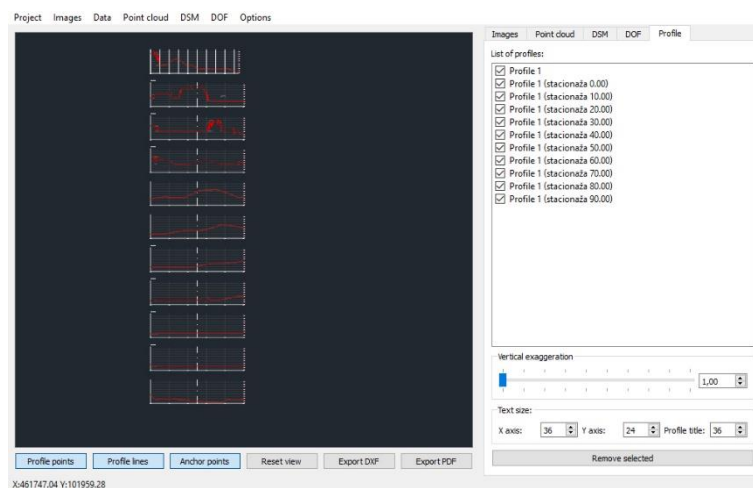 Project Images Data Point cloud DSM DOF Options
Images Point cloud DSM DOF Profile
List of profiles:
Profile 1
Profile 1 (stacionaža 0.00)
Profile 1 (stacionaža 10.00)
Profile 1 (stacionaža 20.00)
Profile 1 (stacionaža 30.00)
Profile 1 (stacionaža 40.00)
Profile 1 (stacionaža 50.00)
Profile 1 (stacionaža 60.00)
Profile 1 (stacionaža 70.00)
Profile 1 (stacionaža 80.00)
Profile 1 (stacionaža 90.00)
Vertical exaggeration
1,00
Text size:
X axis: 36 Y axis: 24 Profile title: 36
Remove selected
Profile points Profile lines Anchor points Reset view Export DXF Export PDF
X:461747.04 Y:101959.28